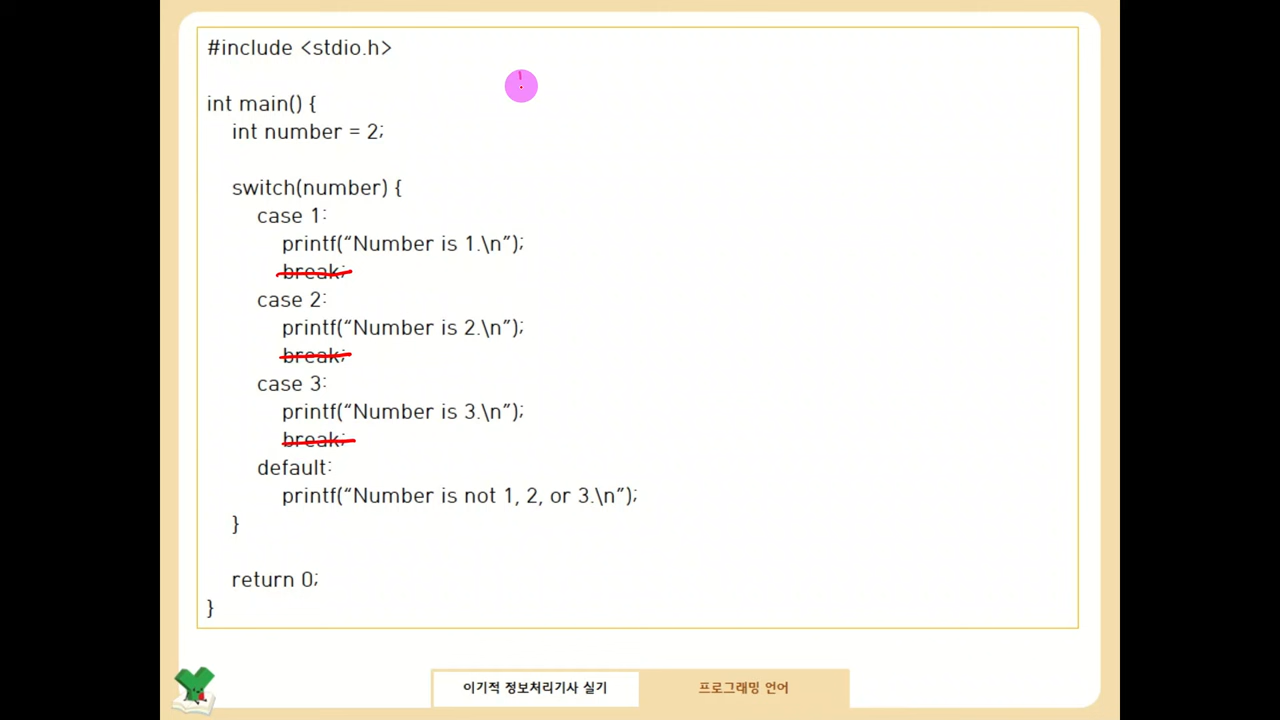 #include <stdio.h>
int main() {
int number = 2;
switch(number) {
case 1:
printf(“Number is 1.\n”);
break;
case 2:
printf(“Number is 2.\n”);
break;
case 3:
printf(“Number is 3.\n”);
break;
default:
printf(“Number is not 1, 2, or 3.\n”);
}
return 0;
}
이기적 정보처리기사 실기
프로그래밍 언어